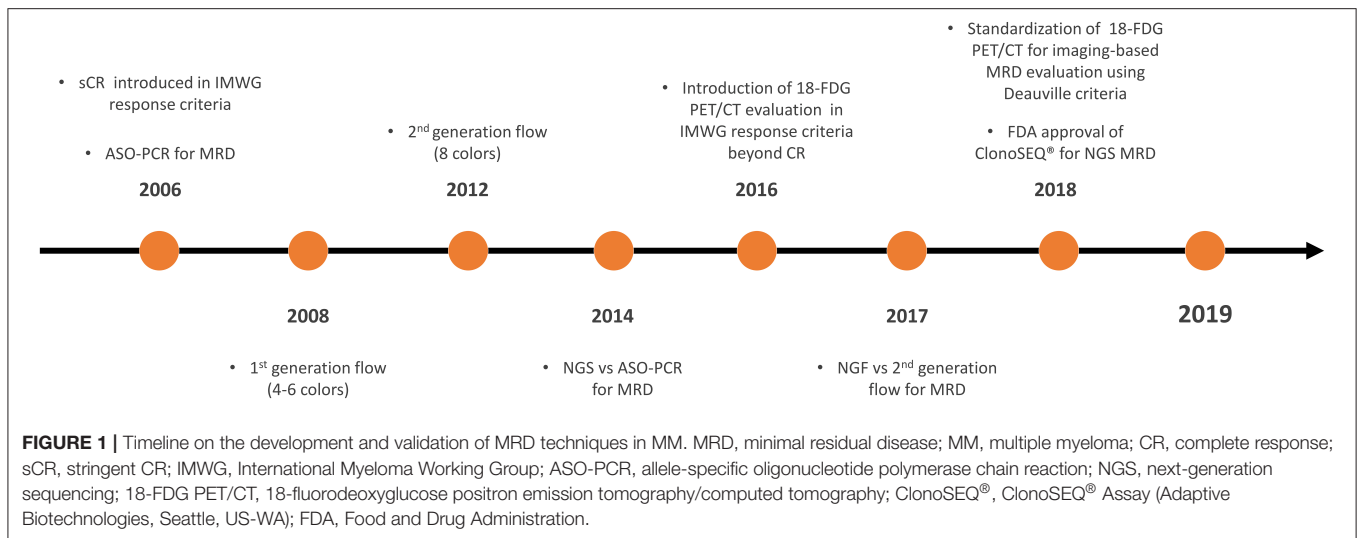 • sCR introduced in IMWG
response criteria
• ASO-PCR for MRD
2006
• 2nd generation flow
(8 colors)
2012
• Introduction of 18-FDG
PET/CT evaluation in
IMWG response criteria
beyond CR
2016
• Standardization of 18-FDG
PET/CT for imaging-based
MRD evaluation using
Deauville criteria
• FDA approval of
ClonoSEQ® for NGS MRD
2018
2008
• 1st generation flow
(4-6 colors)
2014
• NGS vs ASO-PCR
for MRD
2017
• NGF vs 2nd generation
flow for MRD
2019
FIGURE 1 | Timeline on the development and validation of MRD techniques in MM. MRD, minimal residual disease; MM, multiple myeloma; CR, complete response;
sCR, stringent CR; IMWG, International Myeloma Working Group; ASO-PCR, allele-specific oligonucleotide polymerase chain reaction; NGS, next-generation
sequencing; 18-FDG PET/CT, 18-fluorodeoxyglucose positron emission tomography/computed tomography; ClonoSEQ®, ClonoSEQ® Assay (Adaptive
Biotechnologies, Seattle, US-WA); FDA, Food and Drug Administration.